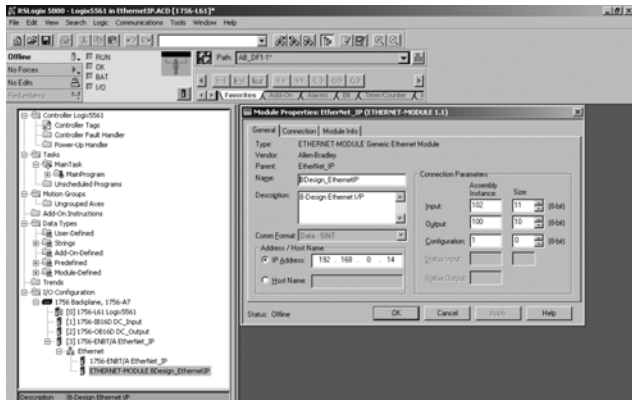 RSLogix 5000 - Logix5561 in EthernetIP.ACD [1756-L61]*
File Edit View Search Logic Communications Tools Window Help
Offline
RUN
Path: AB_DF1-1*
No Forces
OK
No Edits
BAT
Redundancy
I/O
Favorites Add-On Alarms Bit Timer/Counter
Controller Logix5561
Controller Tags
Controller Fault Handler
Power-Up Handler
Tasks
MainTask
MainProgram
Unscheduled Programs
Motion Groups
Ungrouped Axes
Add-On Instructions
Data Types
User-Defined
Strings
Add-On-Defined
Predefined
Module-Defined
Trends
I/O Configuration
1756 Backplane, 1756-A7
[0] 1756-L61 Logix5561
[1] 1756-IB16D DC_Input
[2] 1756-OB16D DC_Output
[3] 1756-ENBT/A EtherNet_IP
Ethernet
1756-ENBT/A EtherNet_IP
ETHERNET-MODULE BDesign_EthernetIP
Description B-Design Ethernet I/P
Module Properties: EtherNet_IP (ETHERNET-MODULE 1.1)
General Connection Module Info
Type: ETHERNET-MODULE Generic Ethernet Module
Vendor: Allen-Bradley
Parent: EtherNet_IP
Name: BDesign_EthernetIP
Description: B-Design Ethernet I/P
Comm Format: Data - SINT
Address / Host Name
IP Address: 192 . 168 . 0 . 14
Host Name:
Connection Parameters
Assembly
Instance: Size:
Input: 102 11 (8-bit)
Output: 100 10 (8-bit)
Configuration: 1 0 (8-bit)
Status Input:
Status Output:
Status: Offline
OK Cancel Apply Help